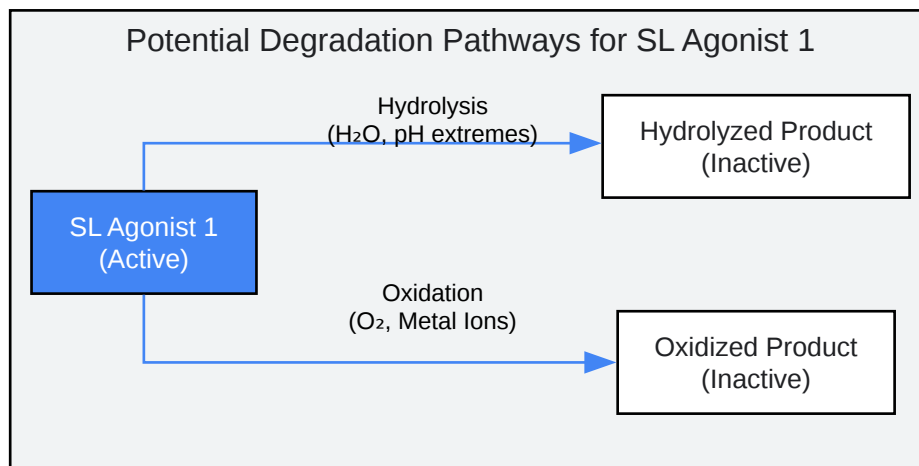 Potential Degradation Pathways for SL Agonist 1
Hydrolysis
(H₂O, pH extremes)
Hydrolyzed Product
(Inactive)
SL Agonist 1
(Active)
Oxidation
(O₂, Metal Ions)
Oxidized Product
(Inactive)